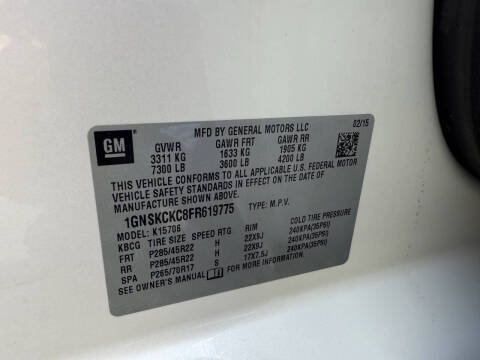 GM
MFD BY GENERAL MOTORS LLC
02/15
GVWR GAWR FRT GAWR RR
3311 KG 1633 KG 1905 KG
7300 LB 3600 LB 4200 LB
THIS VEHICLE CONFORMS TO ALL APPLICABLE U.S. FEDERAL MOTOR
VEHICLE SAFETY STANDARDS IN EFFECT ON THE DATE OF
MANUFACTURE SHOWN ABOVE.
1GNSKCKC8FR619775 TYPE: M.P.V.
MODEL: K15706
KBCG TIRE SIZE SPEED RTG RIM COLD TIRE PRESSURE
FRT P285/45R22 H 22X9J 240KPA(35PSI)
RR P285/45R22 H 22X9J 240KPA(35PSI)
SPA P265/70R17 S 17X7.5J 240KPA(35PSI)
SEE OWNER'S MANUAL